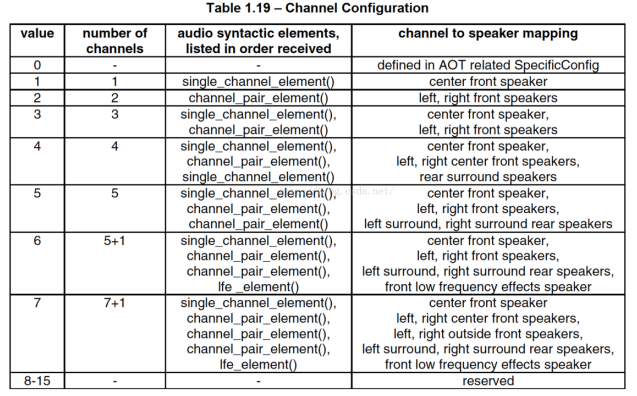 Table 1.19 – Channel Configuration
value number of channels audio syntactic elements, listed in order received channel to speaker mapping
0 - - defined in AOT related SpecificConfig
1 1 single_channel_element() center front speaker
2 2 channel_pair_element() left, right front speakers
3 3 single_channel_element(), center front speaker,
channel_pair_element() left, right front speakers
4 4 single_channel_element(), center front speaker,
channel_pair_element(), left, right center front speakers,
single_channel_element() rear surround speakers
5 5 single_channel_element(), center front speaker,
channel_pair_element(), left, right front speakers,
channel_pair_element() left surround, right surround rear speakers
6 5+1 single_channel_element(), center front speaker,
channel_pair_element(), left, right front speakers,
channel_pair_element(), left surround, right surround rear speakers,
lfe _element() front low frequency effects speaker
7 7+1 single_channel_element(), center front speaker
channel_pair_element(), left, right center front speakers,
channel_pair_element(), left, right outside front speakers,
channel_pair_element(), left surround, right surround rear speakers,
lfe_element() front low frequency effects speaker
8-15 - - reserved